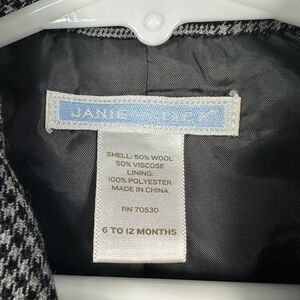 JANIE AND JACK
SHELL: 50% WOOL
50% VISCOSE
LINING:
100% POLYESTER
MADE IN CHINA
RN 70530
6 TO 12 MONTHS